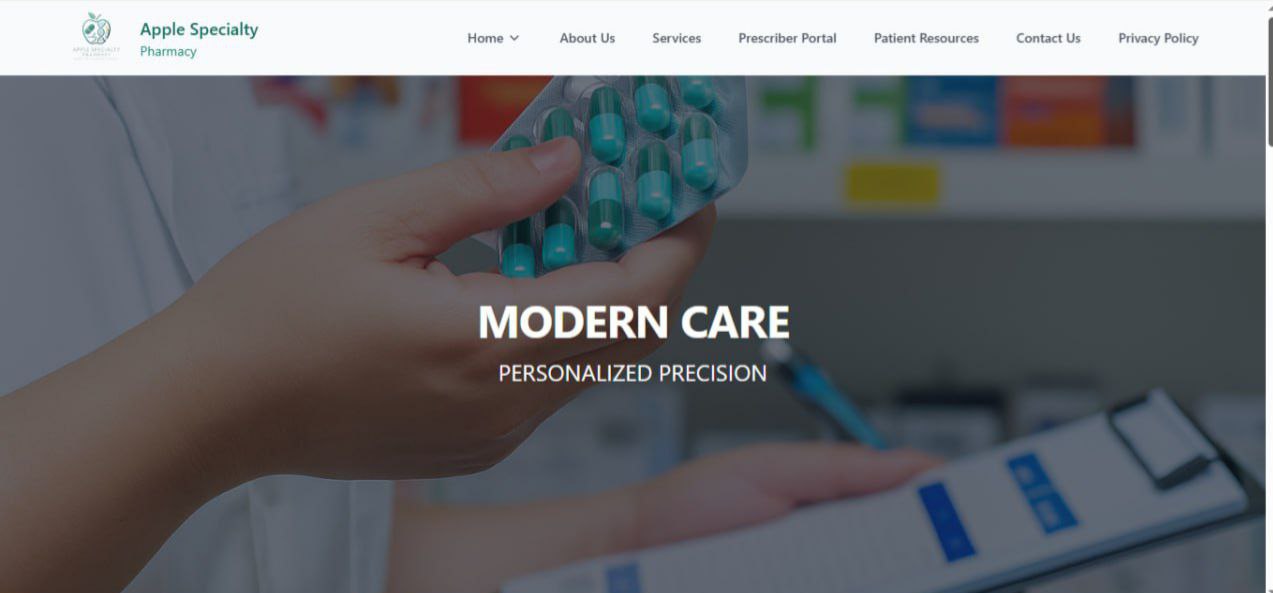 Apple Specialty
Pharmacy
APPLE SPECIALTY
PHARMACY
Home
About Us
Services
Prescriber Portal
Patient Resources
Contact Us
Privacy Policy
MODERN CARE
PERSONALIZED PRECISION